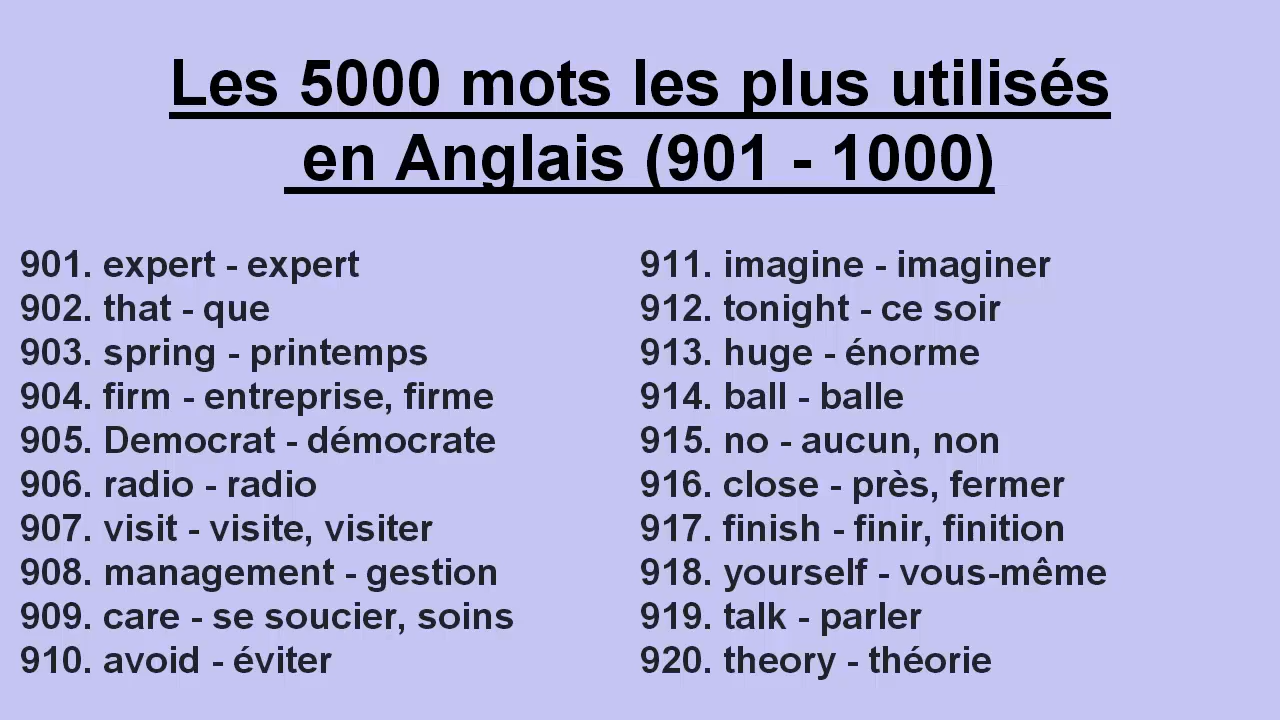 Les 5000 mots les plus utilisés
en Anglais (901 - 1000)
901. expert - expert
902. that - que
903. spring - printemps
904. firm - entreprise, firme
905. Democrat - démocrate
906. radio - radio
907. visit - visite, visiter
908. management - gestion
909. care - se soucier, soins
910. avoid - éviter
911. imagine - imaginer
912. tonight - ce soir
913. huge - énorme
914. ball - balle
915. no - aucun, non
916. close - près, fermer
917. finish - finir, finition
918. yourself - vous-même
919. talk - parler
920. theory - théorie